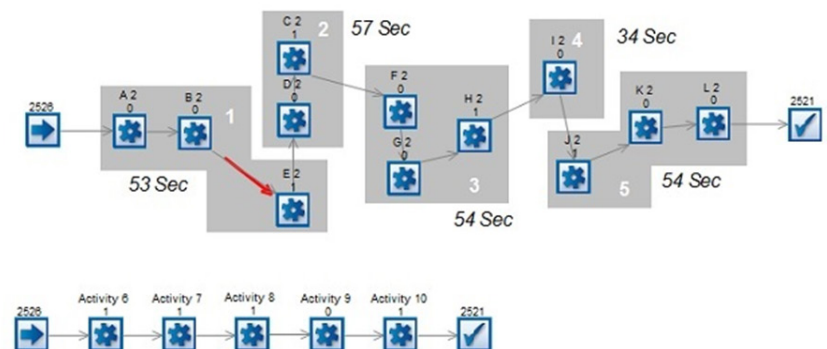 C 2
1
2
57 Sec
I 2
0
4
34 Sec
D 2
0
F 2
0
2526
A 2
0
B 2
0
1
H 2
1
K 2
0
L 2
0
2521
G 2
0
J 2
1
E 2
1
53 Sec
3
54 Sec
5
54 Sec
2526
Activity 6
1
Activity 7
1
Activity 8
1
Activity 9
0
Activity 10
1
2521